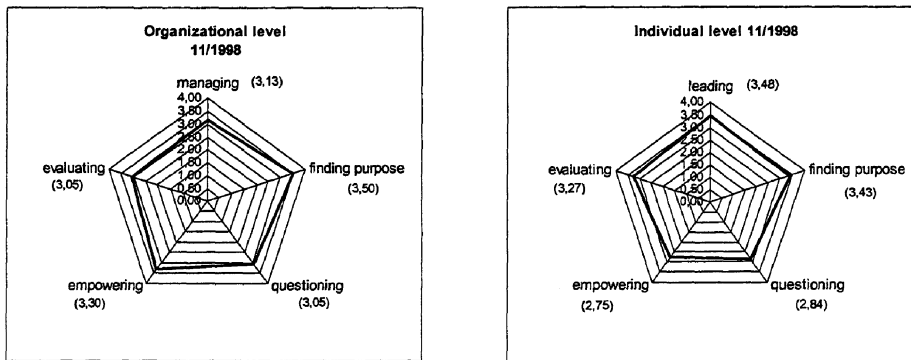 Organizational level
11/1998
managing (3,13)
4,00
3,50
3,00
2,50
2,00
1,50
1,00
0,50
0,00
evaluating
(3,05)
finding purpose
(3,50)
empowering
(3,30)
questioning
(3,05)
Individual level 11/1998
leading (3,48)
4,00
3,50
3,00
2,50
2,00
1,50
1,00
0,50
0,00
evaluating
(3,27)
finding purpose
(3,43)
empowering
(2,75)
questioning
(2,84)